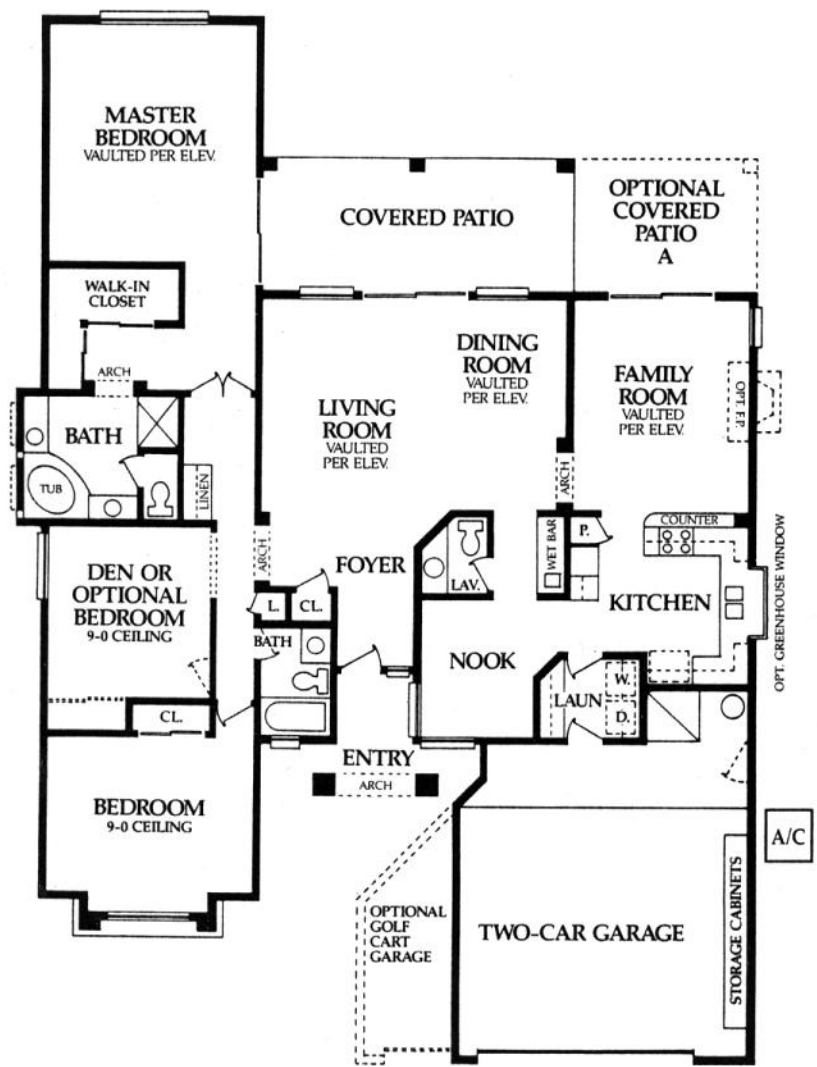 MASTER
BEDROOM
VAULTED PER ELEV.
COVERED PATIO
OPTIONAL
COVERED
PATIO
A
WALK-IN
CLOSET
ARCH
BATH
TUB
LINEN
LIVING
ROOM
VAULTED
PER ELEV.
DINING
ROOM
VAULTED
PER ELEV.
FAMILY
ROOM
VAULTED
PER ELEV.
OPT. F.P.
ARCH
ARCH
COUNTER
P.
WET BAR
LAV.
FOYER
KITCHEN
OPT. GREENHOUSE WINDOW
DEN OR
OPTIONAL
BEDROOM
9-0 CEILING
L.
CL.
BATH
NOOK
LAUN
W.
D.
CL.
ENTRY
ARCH
BEDROOM
9-0 CEILING
OPTIONAL
GOLF
CART
GARAGE
TWO-CAR GARAGE
STORAGE CABINETS
A/C